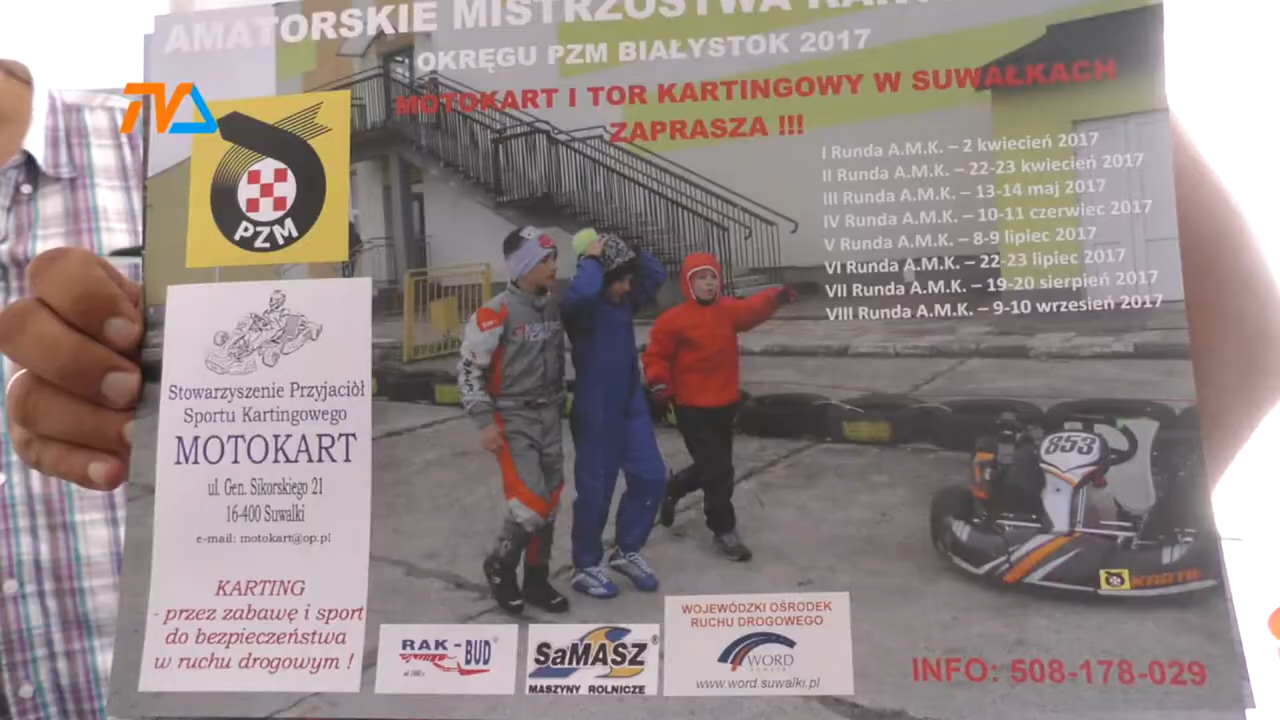 AMATORSKIE MISTRZOSTWA
OKRĘGU PZM BIAŁYSTOK 2017
MOTOKART I TOR KARTINGOWY W SUWAŁKACH
ZAPRASZA !!!
TVA
PZM
I Runda A.M.K. – 2 kwiecień 2017
II Runda A.M.K. – 22-23 kwiecień 2017
III Runda A.M.K. – 13-14 maj 2017
IV Runda A.M.K. – 10-11 czerwiec 2017
V Runda A.M.K. – 8-9 lipiec 2017
VI Runda A.M.K. – 22-23 lipiec 2017
VII Runda A.M.K. – 19-20 sierpień 2017
VIII Runda A.M.K. – 9-10 wrzesień 2017
Stowarzyszenie Przyjaciół
Sportu Kartingowego
MOTOKART
ul. Gen. Sikorskiego 21
16-400 Suwalki
e-mail: motokart@op.pl
KARTING
- przez zabawę i sport
do bezpieczeństwa
w ruchu drogowym !
853
RAK-BUD
SaMASZ®
MASZYNY ROLNICZE
WOJEWÓDZKI OŚRODEK
RUCHU DROGOWEGO
WORD
SUWAŁKI
www.word.suwalki.pl
INFO: 508-178-029